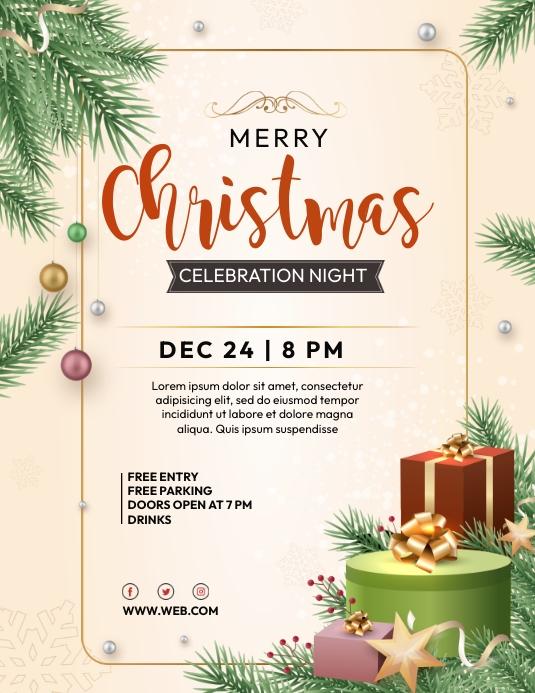 MERRY
Christmas
CELEBRATION NIGHT
DEC 24 | 8 PM
Lorem ipsum dolor sit amet, consectetur
adipiscing elit, sed do eiusmod tempor
incididunt ut labore et dolore magna
aliqua. Quis ipsum suspendisse
FREE ENTRY
FREE PARKING
DOORS OPEN AT 7 PM
DRINKS
WWW.WEB.COM